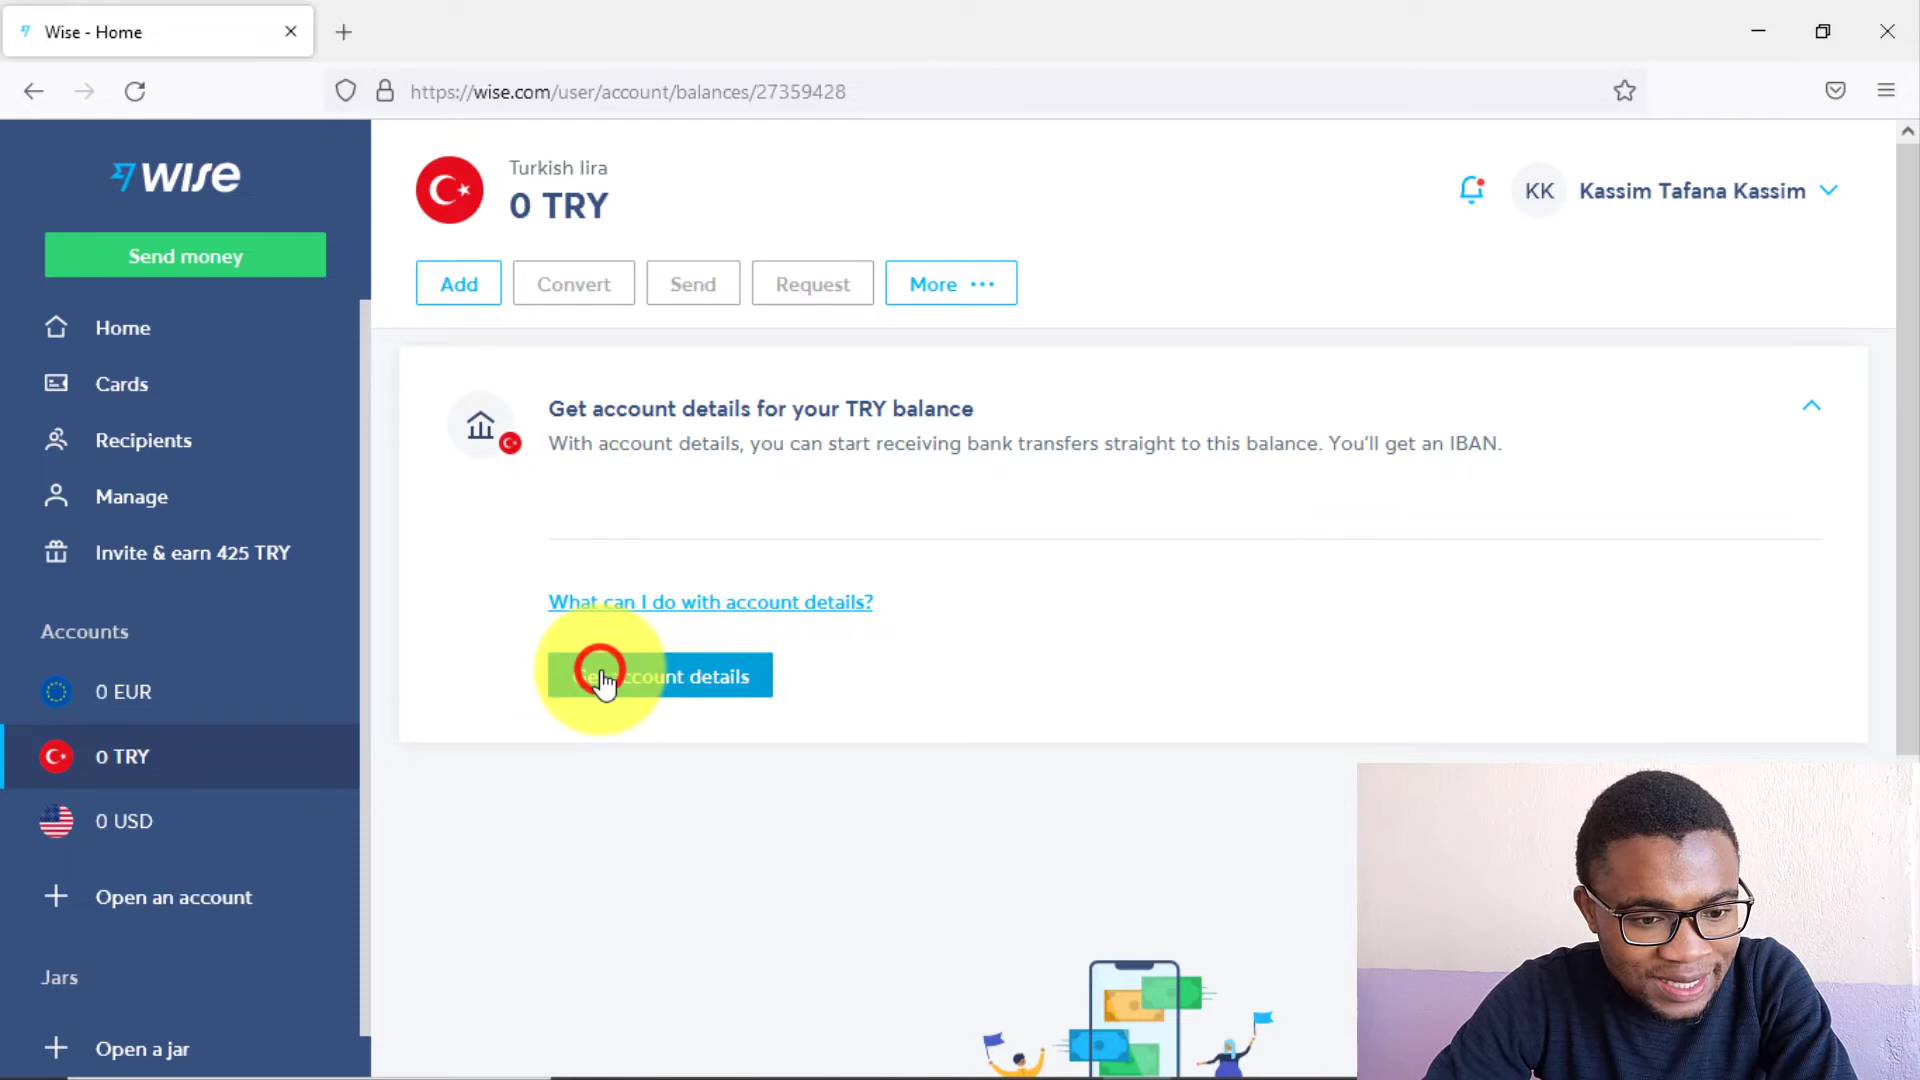 Wise - Home
https://wise.com/user/account/balances/27359428
WISE
Send money
Home
Cards
Recipients
Manage
Invite & earn 425 TRY
Accounts
0 EUR
0 TRY
0 USD
Open an account
Jars
Open a jar
Turkish lira
0 TRY
KK
Kassim Tafana Kassim
Add
Convert
Send
Request
More
Get account details for your TRY balance
With account details, you can start receiving bank transfers straight to this balance. You'll get an IBAN.
What can I do with account details?
Get account details